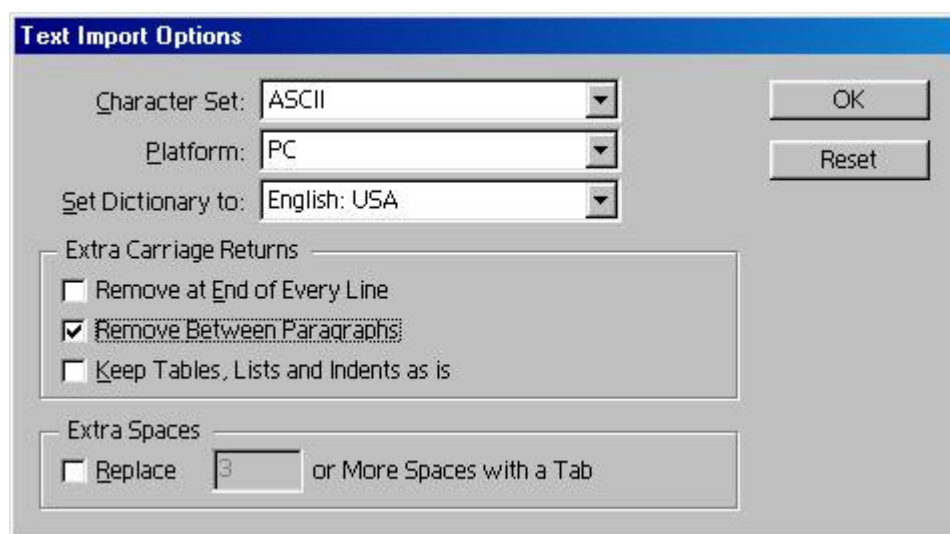 Text Import Options
Character Set: ASCII OK
Platform: PC Reset
Set Dictionary to: English: USA
Extra Carriage Returns
Remove at End of Every Line
Remove Between Paragraphs
Keep Tables, Lists and Indents as is
Extra Spaces
Replace 3 or More Spaces with a Tab